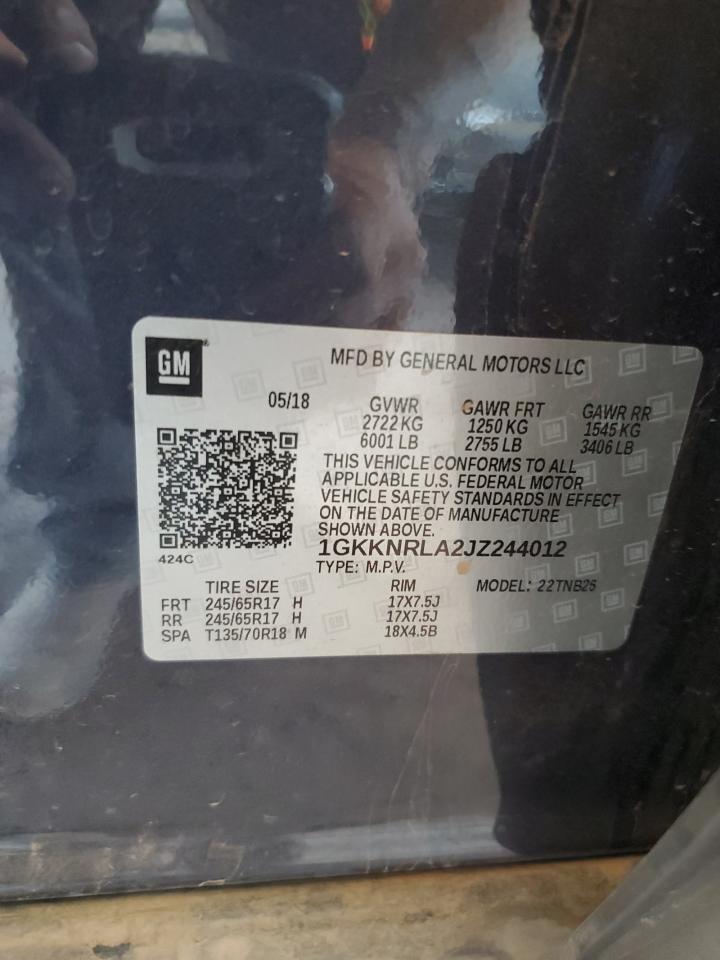 GM
MFD BY GENERAL MOTORS LLC
05/18 GVWR GAWR FRT GAWR RR
2722 KG 1250 KG 1545 KG
6001 LB 2755 LB 3406 LB
THIS VEHICLE CONFORMS TO ALL
APPLICABLE U.S. FEDERAL MOTOR
VEHICLE SAFETY STANDARDS IN EFFECT
ON THE DATE OF MANUFACTURE
SHOWN ABOVE.
424C
1GKKNRLA2JZ244012
TYPE: M.P.V.
TIRE SIZE RIM MODEL: 22TNB26
FRT 245/65R17 H 17X7.5J
RR 245/65R17 H 17X7.5J
SPA T135/70R18 M 18X4.5B